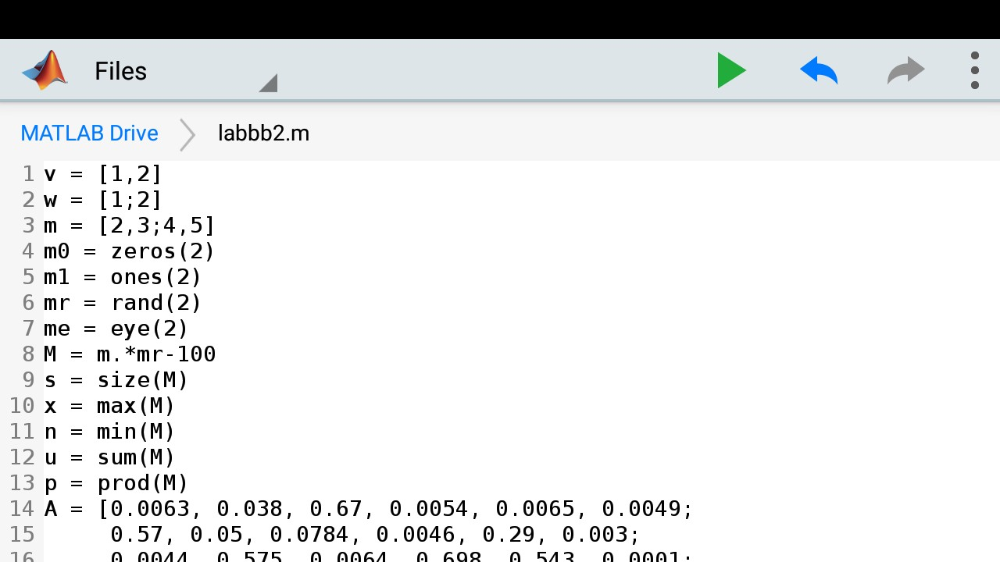 Files
MATLAB Drive labbb2.m
1 v = [1,2]
2 w = [1;2]
3 m = [2,3;4,5]
4 m0 = zeros(2)
5 m1 = ones(2)
6 mr = rand(2)
7 me = eye(2)
8 M = m.*mr-100
9 s = size(M)
10 x = max(M)
11 n = min(M)
12 u = sum(M)
13 p = prod(M)
14 A = [0.0063, 0.038, 0.67, 0.0054, 0.0065, 0.0049;
15 0.57, 0.05, 0.0784, 0.0046, 0.29, 0.003;
16 0.0044, 0.575, 0.0064, 0.698, 0.543, 0.0001;